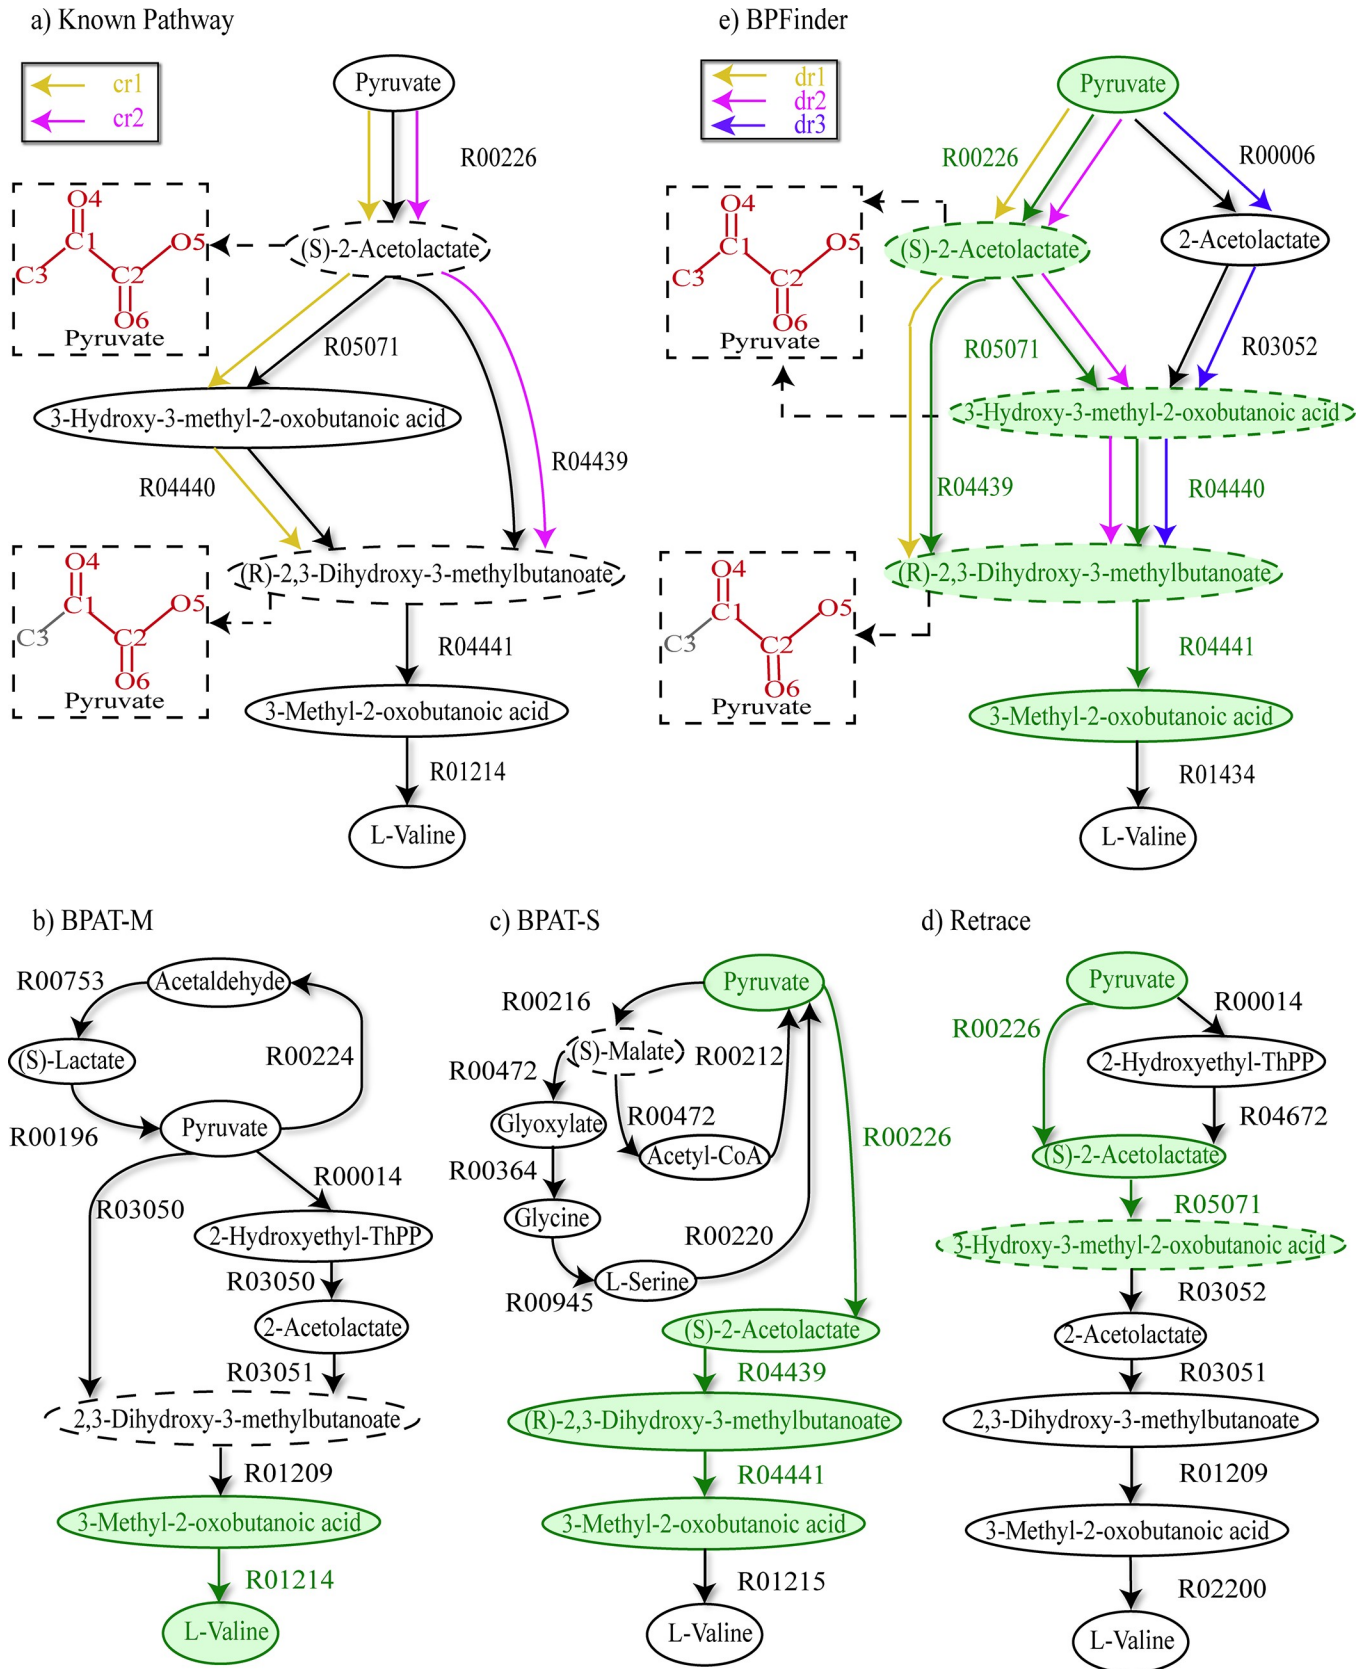 a) Known Pathway
cr1
cr2
Pyruvate
R00226
O4
C1
O5
C3
C2
O6
Pyruvate
(S)-2-Acetolactate
R05071
3-Hydroxy-3-methyl-2-oxobutanoic acid
R04440
R04439
O4
C1
O5
C3
C2
O6
Pyruvate
(R)-2,3-Dihydroxy-3-methylbutanoate
R04441
3-Methyl-2-oxobutanoic acid
R01214
L-Valine
e) BPFinder
dr1
dr2
dr3
Pyruvate
R00226
R00006
O4
C1
O5
C3
C2
O6
Pyruvate
(S)-2-Acetolactate
2-Acetolactate
R05071
R03052
3-Hydroxy-3-methyl-2-oxobutanoic acid
R04439
R04440
O4
C1
O5
C3
C2
O6
Pyruvate
(R)-2,3-Dihydroxy-3-methylbutanoate
R04441
3-Methyl-2-oxobutanoic acid
R01434
L-Valine
b) BPAT-M
R00753
Acetaldehyde
(S)-Lactate
R00224
R00196
Pyruvate
R00014
R03050
2-Hydroxyethyl-ThPP
R03050
2-Acetolactate
R03051
2,3-Dihydroxy-3-methylbutanoate
R01209
3-Methyl-2-oxobutanoic acid
R01214
L-Valine
c) BPAT-S
Pyruvate
R00216
(S)-Malate
R00212
R00472
Glyoxylate
R00472
Acetyl-CoA
R00226
R00364
Glycine
R00220
L-Serine
R00945
(S)-2-Acetolactate
R04439
(R)-2,3-Dihydroxy-3-methylbutanoate
R04441
3-Methyl-2-oxobutanoic acid
R01215
L-Valine
d) Retrace
Pyruvate
R00014
R00226
2-Hydroxyethyl-ThPP
R04672
(S)-2-Acetolactate
R05071
3-Hydroxy-3-methyl-2-oxobutanoic acid
R03052
2-Acetolactate
R03051
2,3-Dihydroxy-3-methylbutanoate
R01209
3-Methyl-2-oxobutanoic acid
R02200
L-Valine